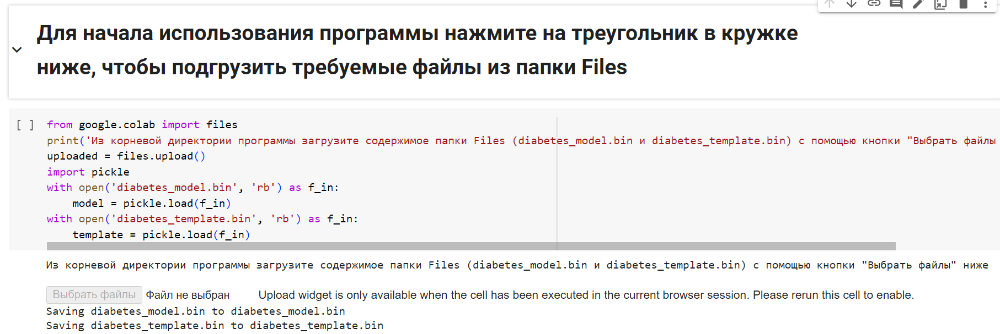 Для начала использования программы нажмите на треугольник в кружке
ниже, чтобы подгрузить требуемые файлы из папки Files
[ ] from google.colab import files
print('Из корневой директории программы загрузите содержимое папки Files (diabetes_model.bin и diabetes_template.bin) с помощью кнопки "Выбрать файлы
uploaded = files.upload()
import pickle
with open('diabetes_model.bin', 'rb') as f_in:
    model = pickle.load(f_in)
with open('diabetes_template.bin', 'rb') as f_in:
    template = pickle.load(f_in)
Из корневой директории программы загрузите содержимое папки Files (diabetes_model.bin и diabetes_template.bin) с помощью кнопки "Выбрать файлы" ниже
Выбрать файлы Файл не выбран Upload widget is only available when the cell has been executed in the current browser session. Please rerun this cell to enable.
Saving diabetes_model.bin to diabetes_model.bin
Saving diabetes_template.bin to diabetes_template.bin